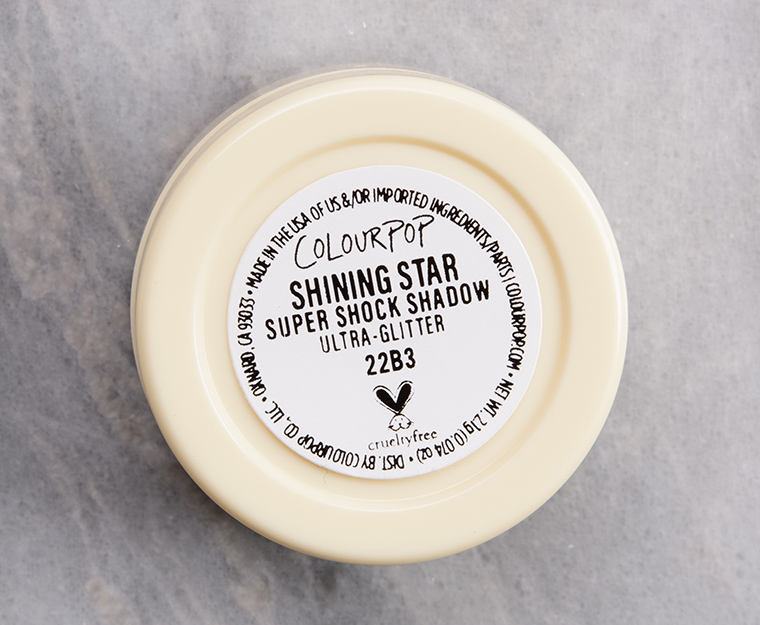 COLOURPOP
SHINING STAR
SUPER SHOCK SHADOW
ULTRA-GLITTER
22B3
crueltyfree
MADE IN THE USA OF US &/OR IMPORTED INGREDIENTS/PARTS | COLOURPOP.COM • NET WT. 2.1g (0.074 oz) • DIST. BY COLOURPOP CO., LLC • OXNARD, CA 93033 •